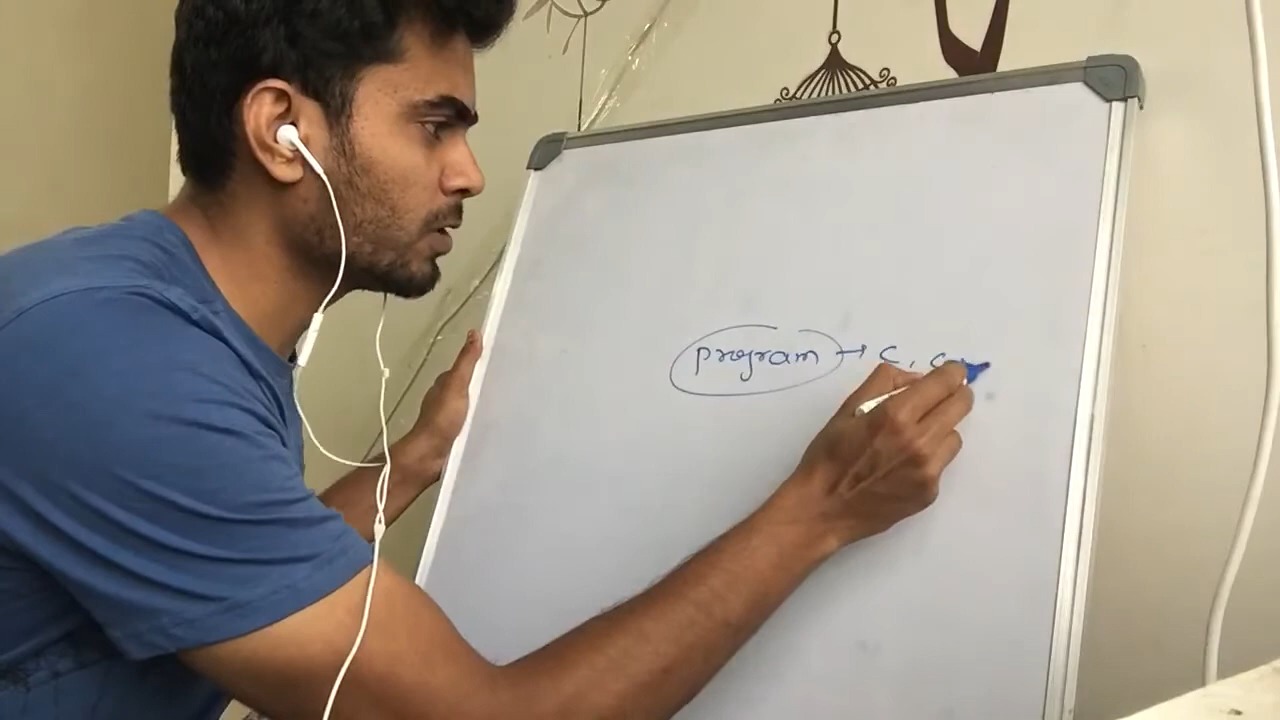 program → c, c+